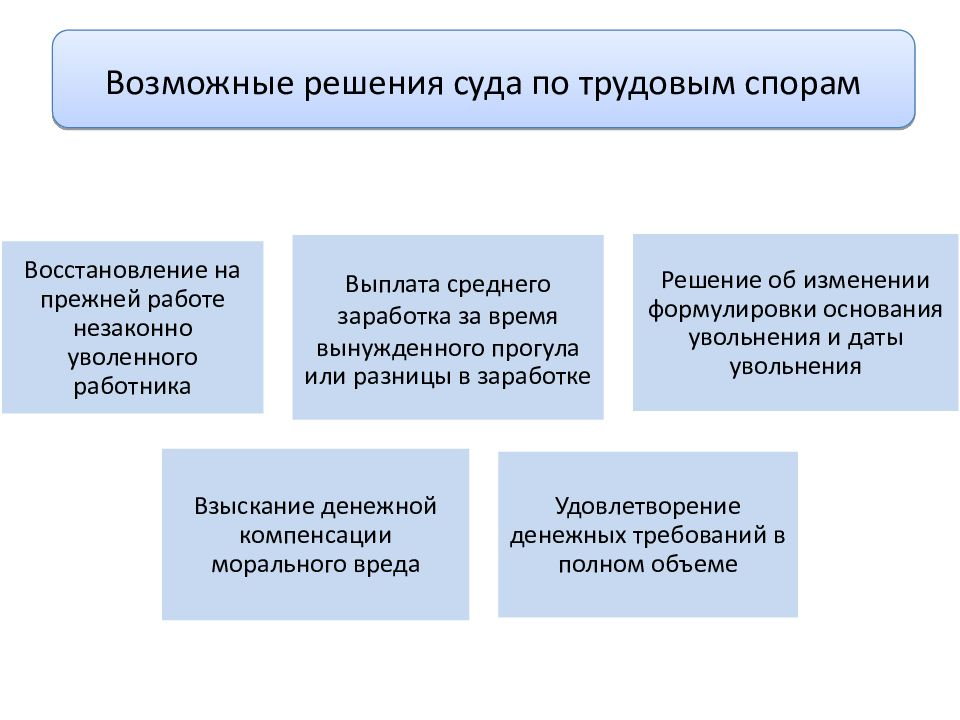 Возможные решения суда по трудовым спорам
Восстановление на
прежней работе
незаконно
уволенного
работника
Выплата среднего
заработка за время
вынужденного прогула
или разницы в заработке
Решение об изменении
формулировки основания
увольнения и даты
увольнения
Взыскание денежной
компенсации
морального вреда
Удовлетворение
денежных требований в
полном объеме